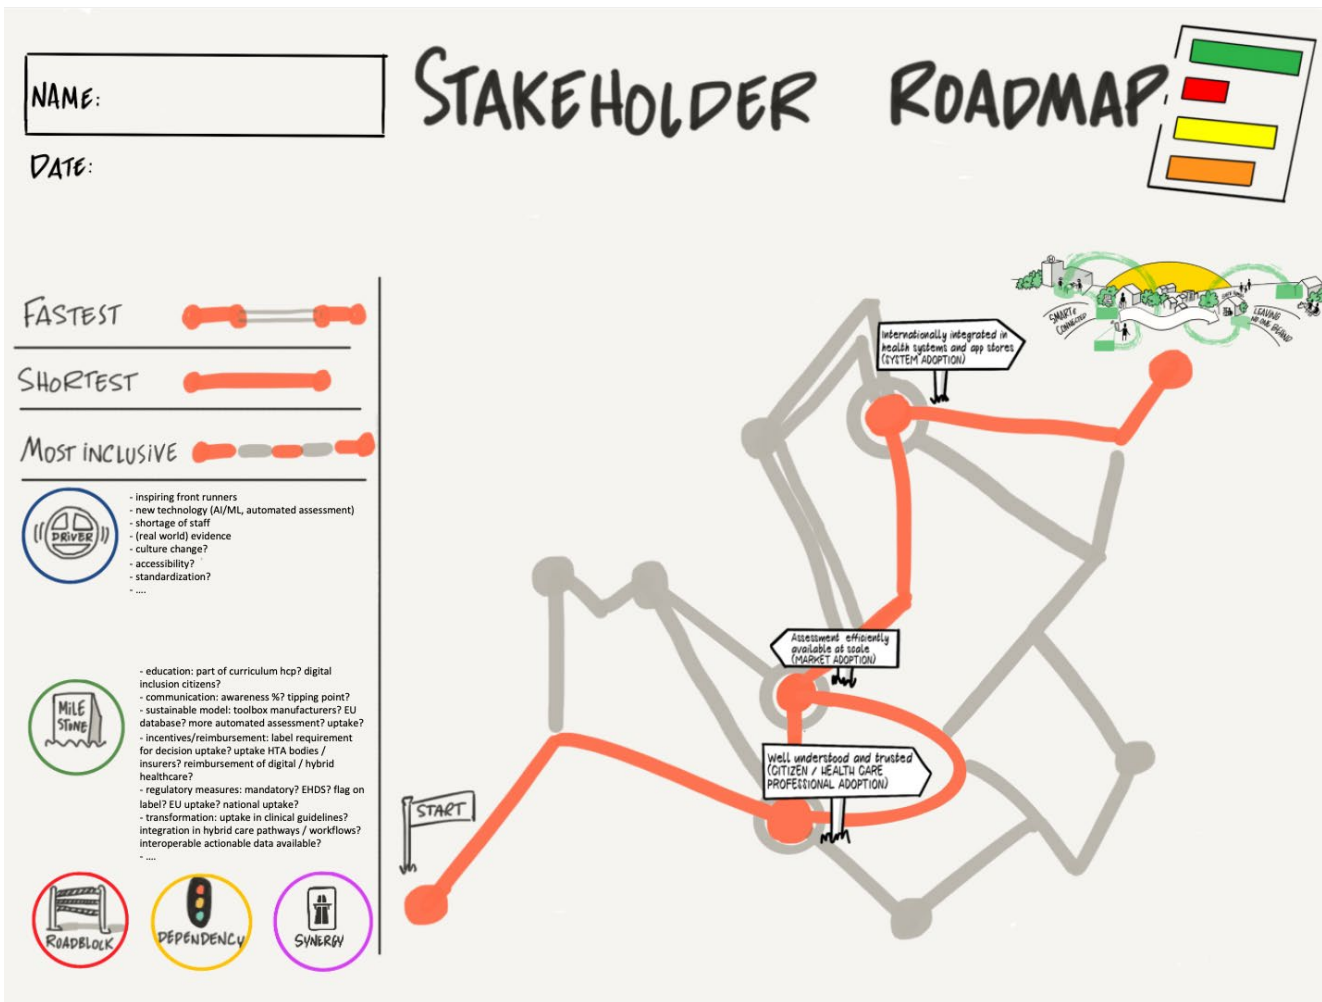 STAKEHOLDER ROADMAP
NAME:
DATE:
FASTEST
SHORTEST
MOST INCLUSIVE
DRIVER
- inspiring front runners
- new technology (AI/ML, automated assessment)
- shortage of staff
- (real world) evidence
- culture change?
- accessibility?
- standardization?
- ....
MILE
STONE
- education: part of curriculum hcp? digital
inclusion citizens?
- communication: awareness %? tipping point?
- sustainable model: toolbox manufacturers? EU
database? more automated assessment? uptake?
- incentives/reimbursement: label requirement
for decision uptake? uptake HTA bodies /
insurers? reimbursement of digital / hybrid
healthcare?
- regulatory measures: mandatory? EHDS? flag on
label? EU uptake? national uptake?
- transformation: uptake in clinical guidelines?
integration in hybrid care pathways / workflows?
interoperable actionable data available?
- ....
ROADBLOCK
DEPENDENCY
SYNERGY
START
Well understood and trusted
(CITIZEN / HEALTH CARE
PROFESSIONAL ADOPTION)
Assessment efficiently
available at scale
(MARKET ADOPTION)
Internationally integrated in
health systems and app stores
(SYSTEM ADOPTION)
SMART &
CONNECTED
LEAVING
NO ONE BEHIND